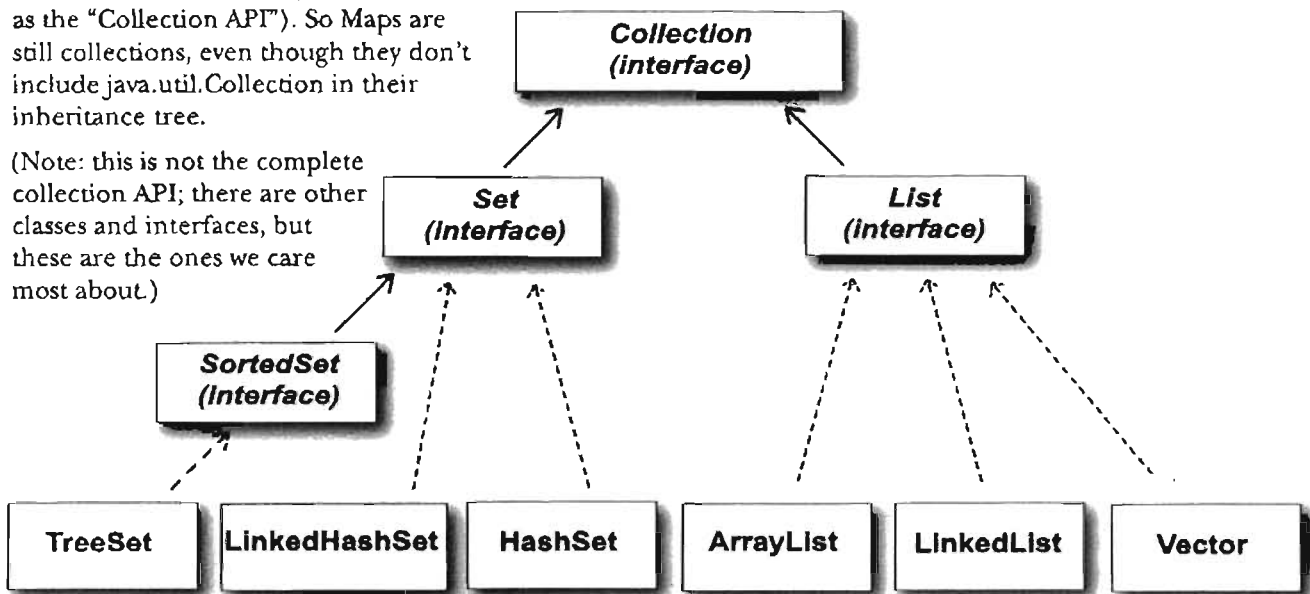 as the “Collection API”). So Maps are
still collections, even though they don't
include java.util.Collection in their
inheritance tree.
(Note: this is not the complete
collection API; there are other
classes and interfaces, but
these are the ones we care
most about.)
Collection
(interface)
Set
(interface)
List
(interface)
SortedSet
(interface)
TreeSet
LinkedHashSet
HashSet
ArrayList
LinkedList
Vector